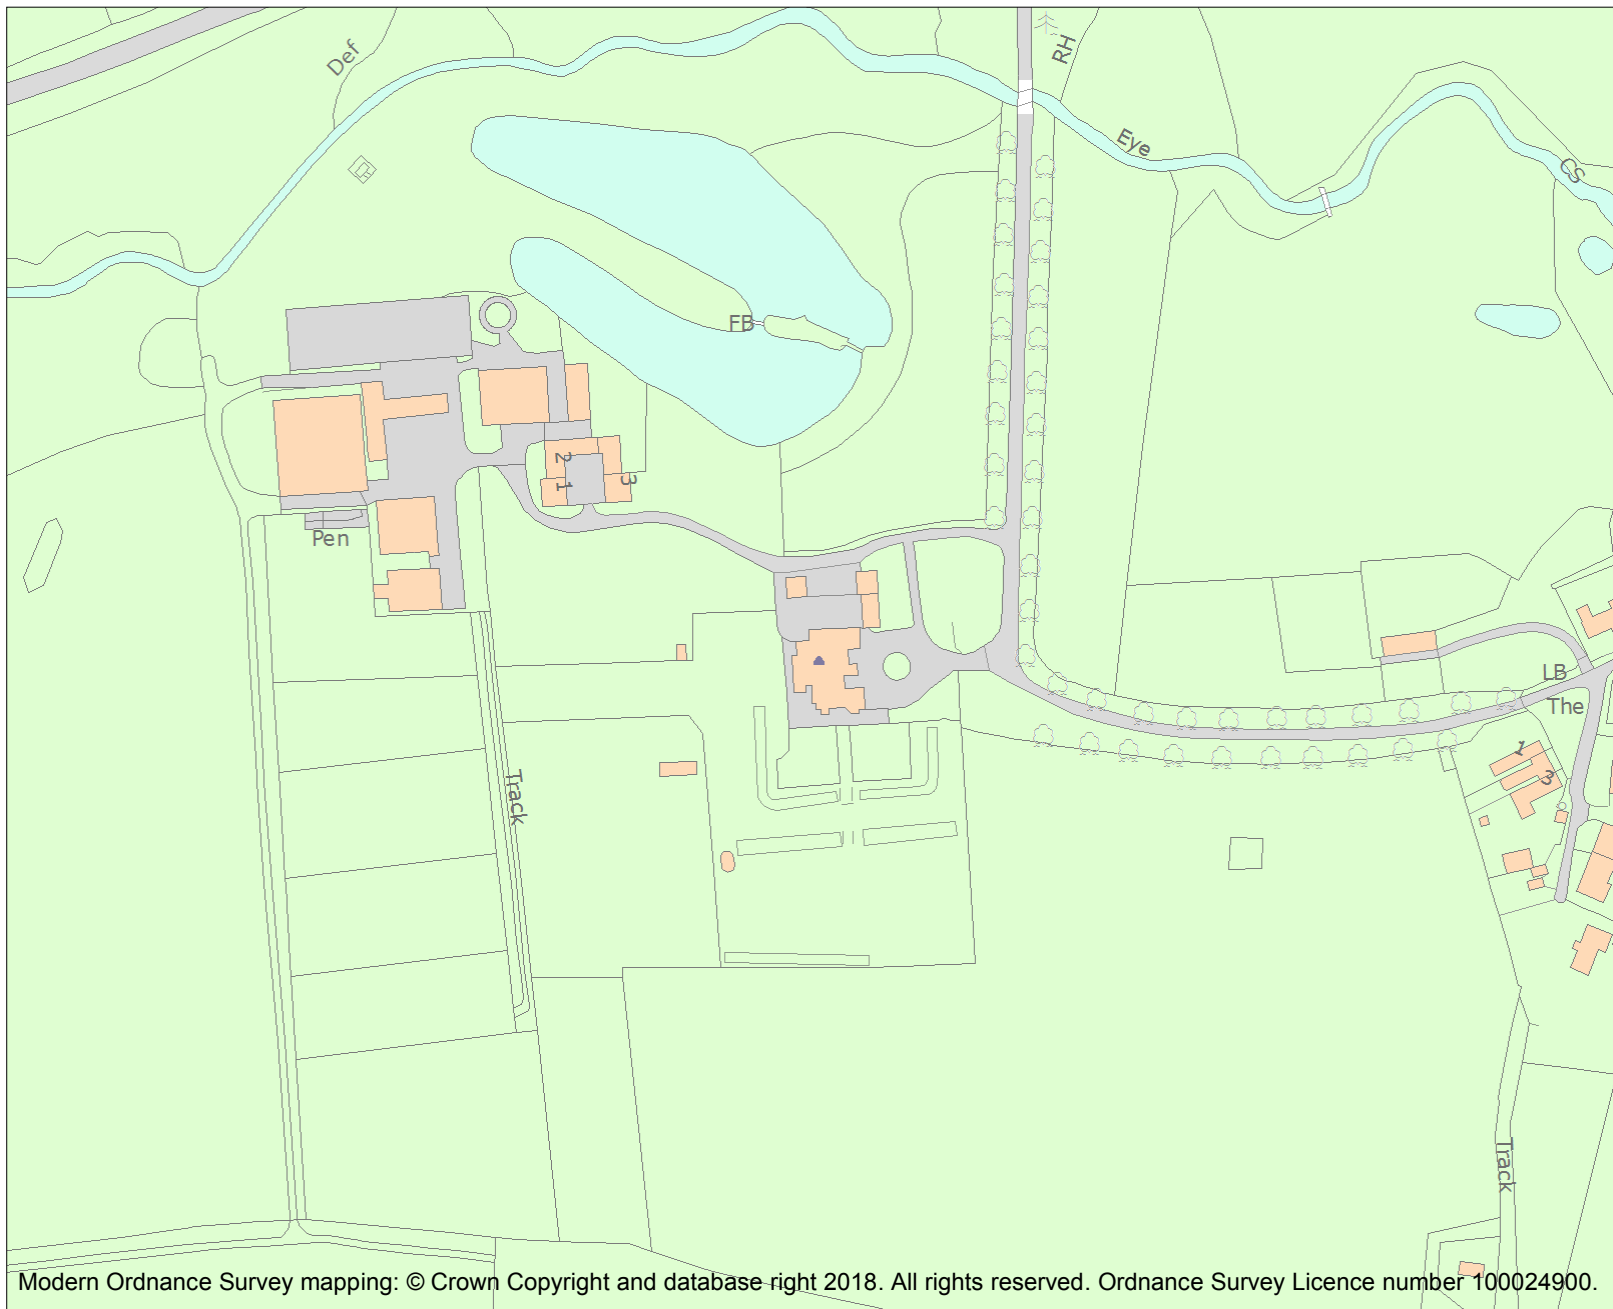 Def
RH
Eye
CS
FB
2
1
3
Pen
LB
The
1
3
Track
Track
Modern Ordnance Survey mapping: © Crown Copyright and database right 2018. All rights reserved. Ordnance Survey Licence number 100024900.